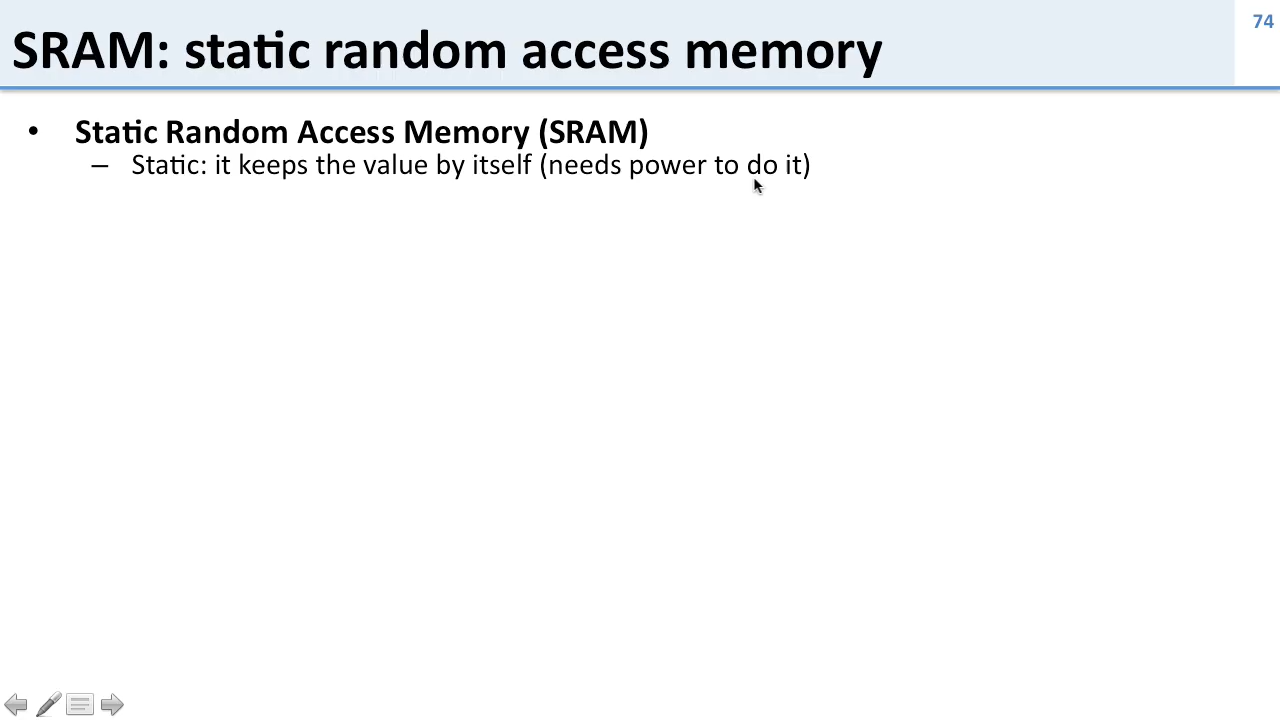 74
SRAM: static random access memory
• Static Random Access Memory (SRAM)
– Static: it keeps the value by itself (needs power to do it)